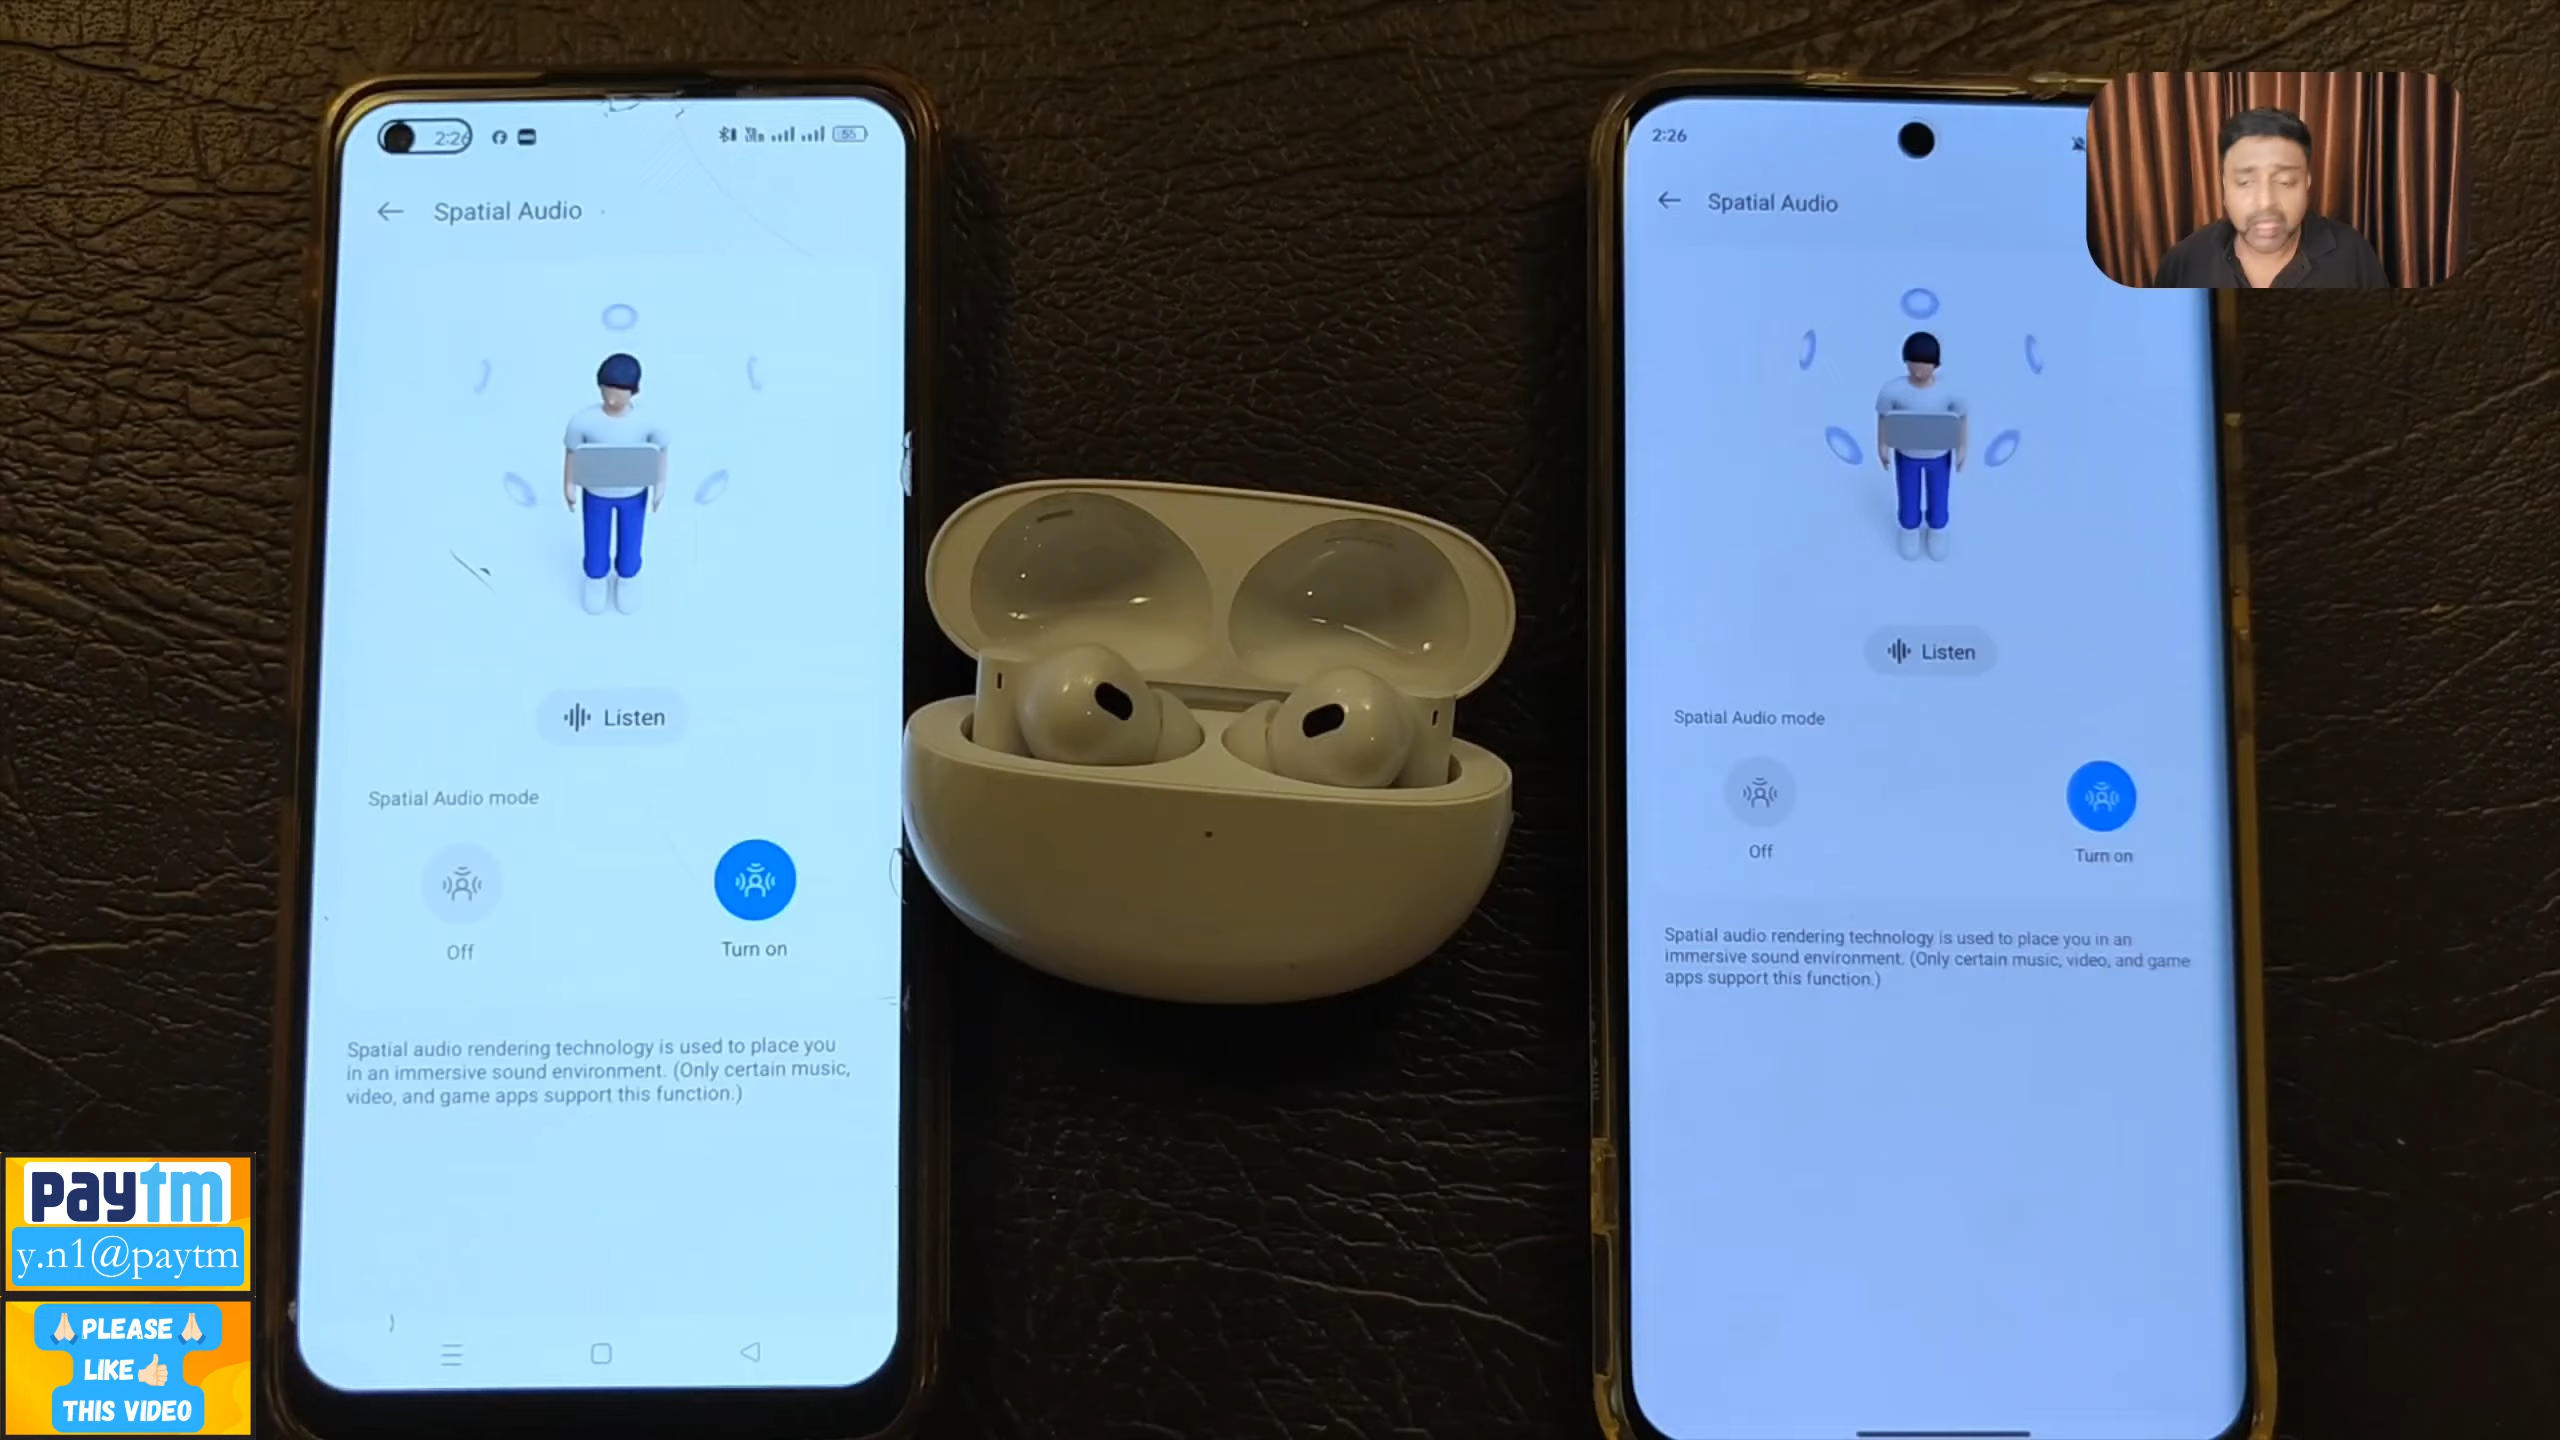 2:26
55
Spatial Audio
Listen
Spatial Audio mode
Off
Turn on
Spatial audio rendering technology is used to place you
in an immersive sound environment. (Only certain music,
video, and game apps support this function.)
2:26
Spatial Audio
Listen
Spatial Audio mode
Off
Turn on
Spatial audio rendering technology is used to place you in an
immersive sound environment. (Only certain music, video, and game
apps support this function.)
paytm
y.n1@paytm
🙏🏻PLEASE🙏🏻
LIKE👍🏻
THIS VIDEO